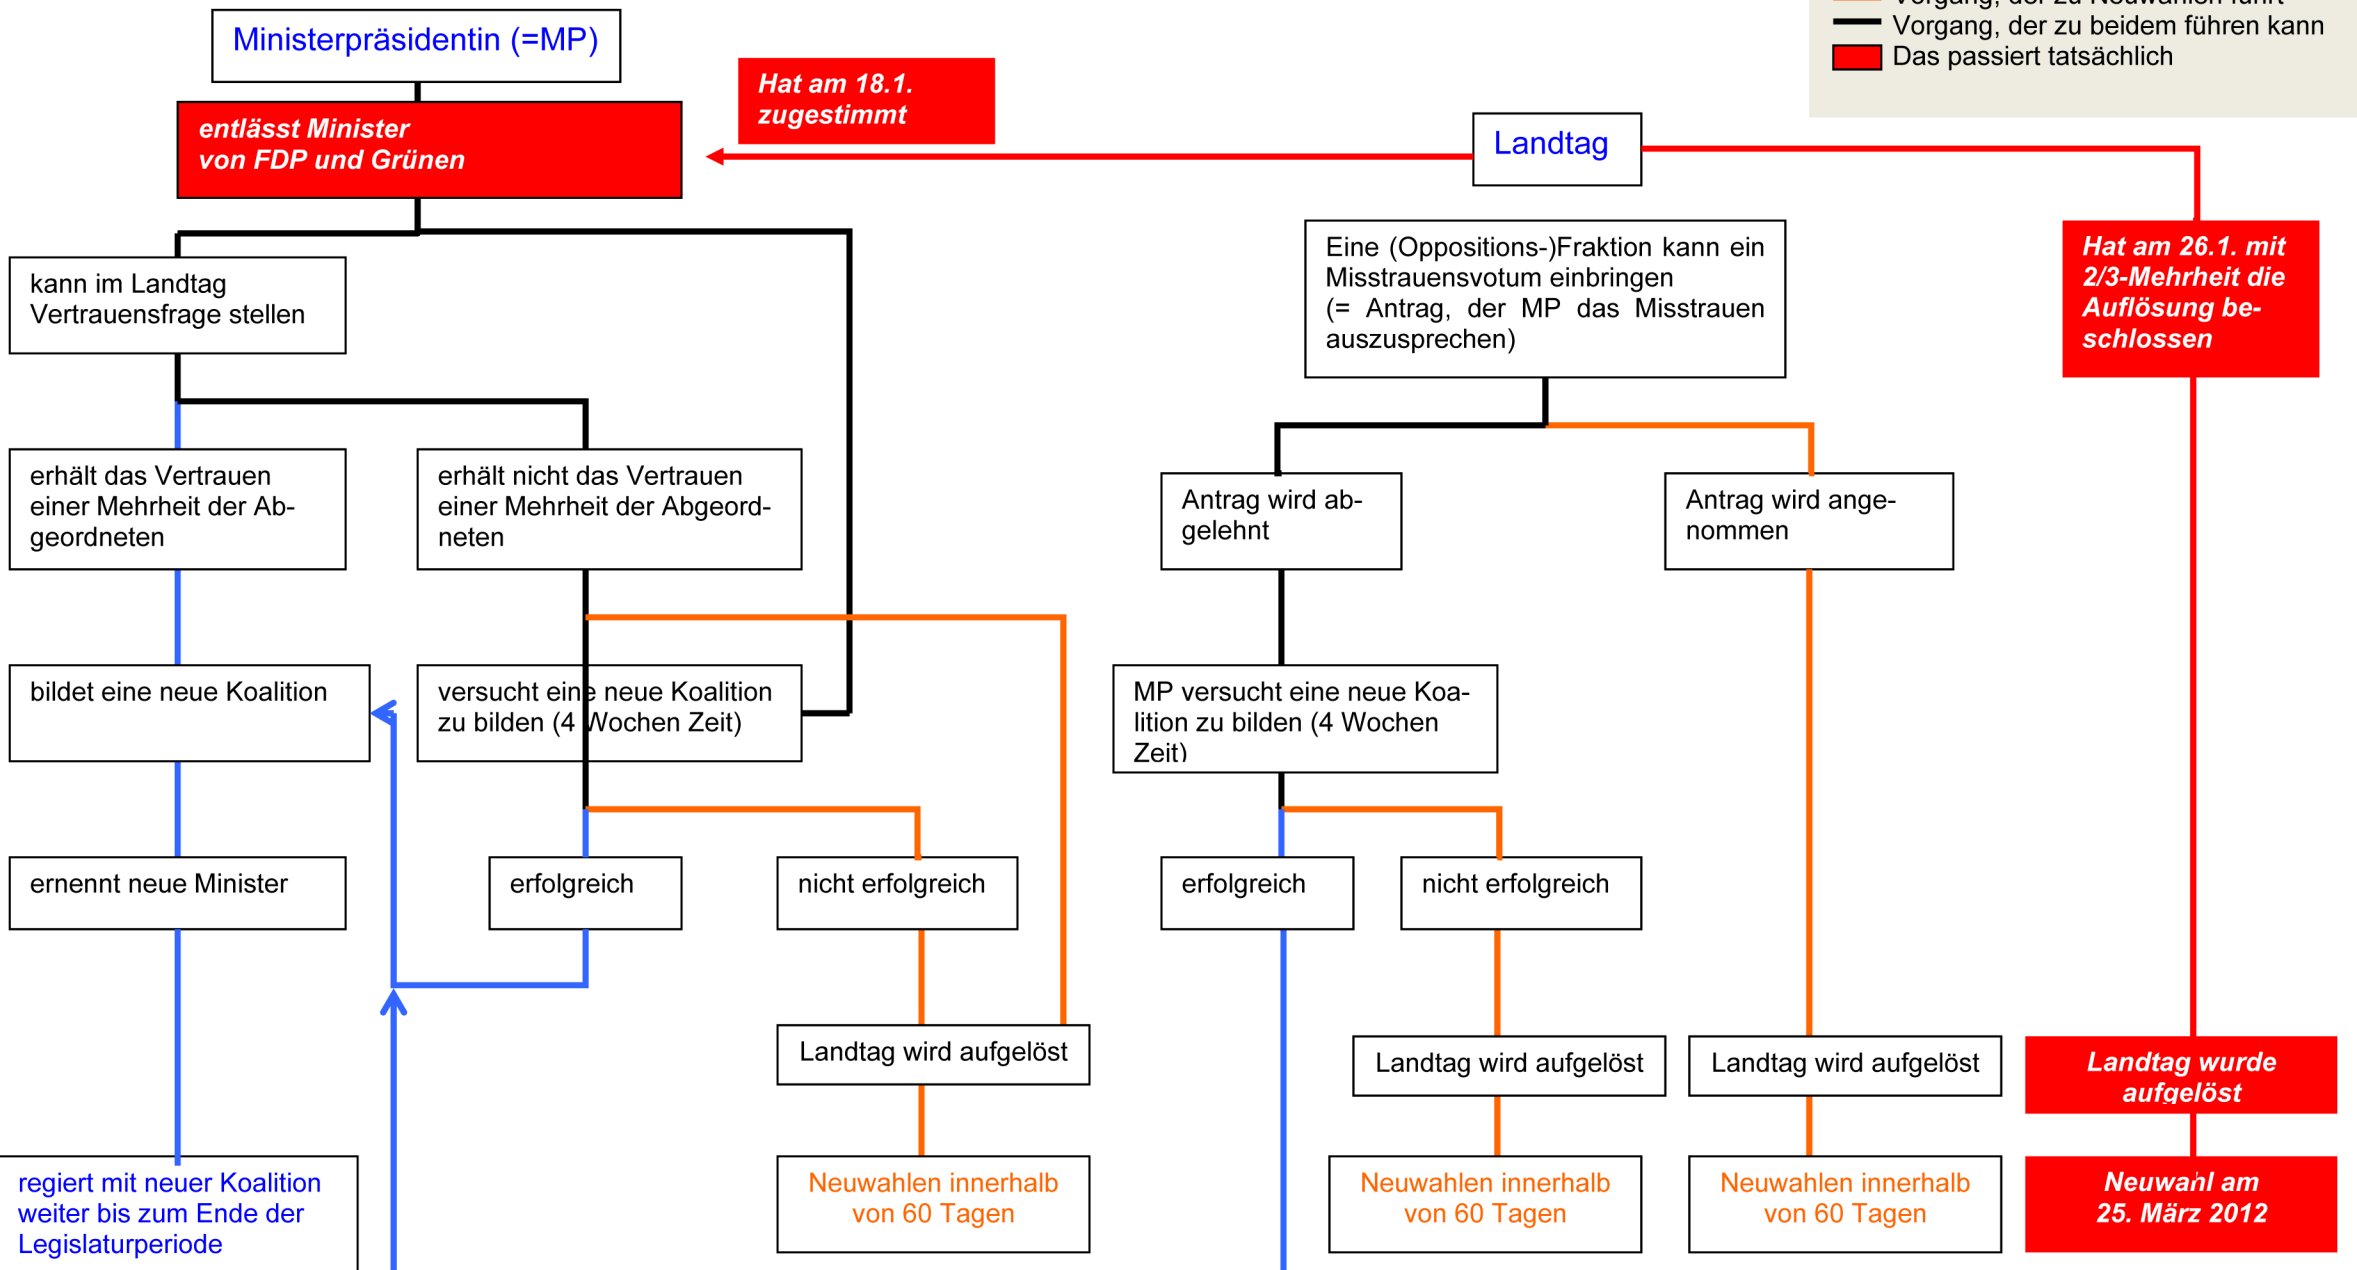 Vorgang, der zu Neuwahlen führt
Vorgang, der zu beidem führen kann
Das passiert tatsächlich
Ministerpräsidentin (=MP)
Hat am 18.1.
zugestimmt
entlässt Minister
von FDP und Grünen
Landtag
kann im Landtag
Vertrauensfrage stellen
Eine (Oppositions-)Fraktion kann ein
Misstrauensvotum einbringen
(= Antrag, der MP das Misstrauen
auszusprechen)
Hat am 26.1. mit
2/3-Mehrheit die
Auflösung be-
schlossen
erhält das Vertrauen
einer Mehrheit der Ab-
geordneten
erhält nicht das Vertrauen
einer Mehrheit der Abgeord-
neten
Antrag wird ab-
gelehnt
Antrag wird ange-
nommen
bildet eine neue Koalition
versucht eine neue Koalition
zu bilden (4 Wochen Zeit)
MP versucht eine neue Koa-
lition zu bilden (4 Wochen
Zeit)
ernennt neue Minister
erfolgreich
nicht erfolgreich
erfolgreich
nicht erfolgreich
Landtag wird aufgelöst
Landtag wird aufgelöst
Landtag wird aufgelöst
Landtag wurde
aufgelöst
regiert mit neuer Koalition
weiter bis zum Ende der
Legislaturperiode
Neuwahlen innerhalb
von 60 Tagen
Neuwahlen innerhalb
von 60 Tagen
Neuwahlen innerhalb
von 60 Tagen
Neuwahl am
25. März 2012